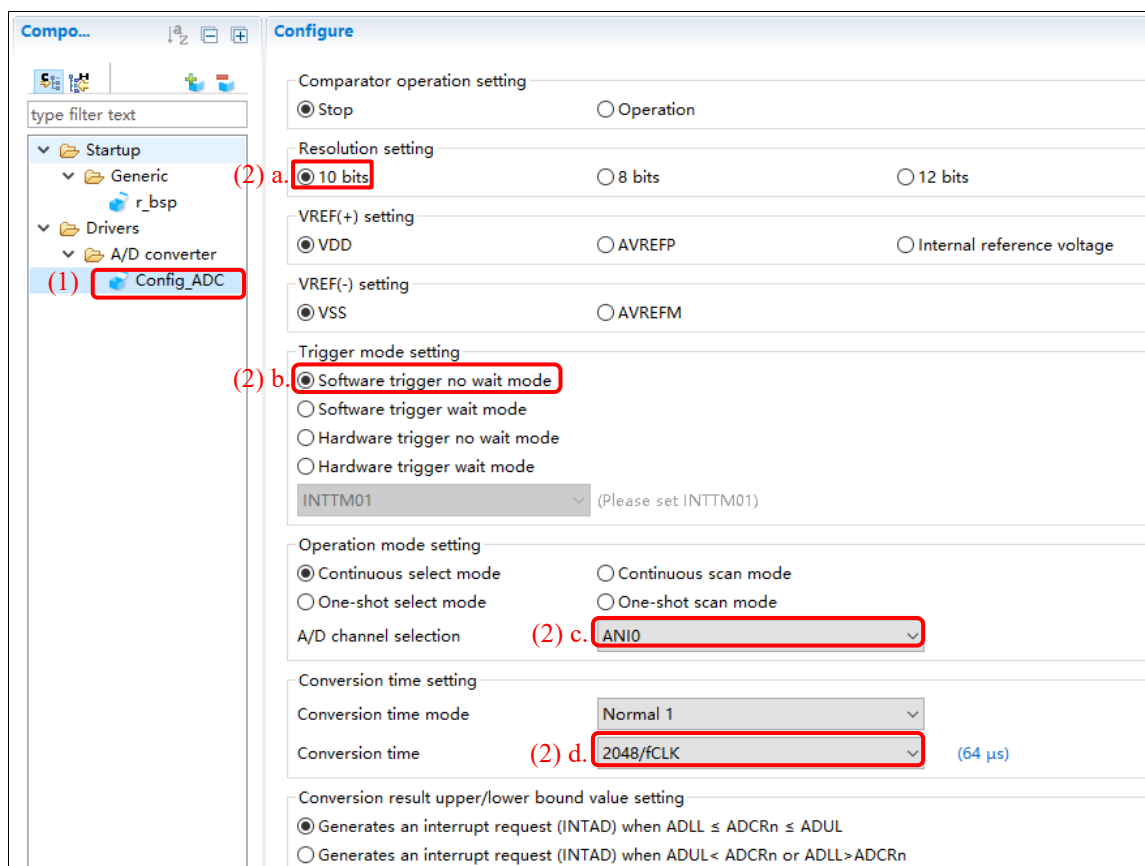 Compo...
Configure
type filter text
Startup
Generic
r_bsp
Drivers
A/D converter
(1) Config_ADC
Comparator operation setting
Stop Operation
Resolution setting
(2) a. 10 bits 8 bits 12 bits
VREF(+) setting
VDD AVREFP Internal reference voltage
VREF(-) setting
VSS AVREFM
Trigger mode setting
(2) b. Software trigger no wait mode
Software trigger wait mode
Hardware trigger no wait mode
Hardware trigger wait mode
INTTM01 (Please set INTTM01)
Operation mode setting
Continuous select mode Continuous scan mode
One-shot select mode One-shot scan mode
A/D channel selection (2) c. ANI0
Conversion time setting
Conversion time mode Normal 1
Conversion time (2) d. 2048/fCLK (64 μs)
Conversion result upper/lower bound value setting
Generates an interrupt request (INTAD) when ADLL ≤ ADCRn ≤ ADUL
Generates an interrupt request (INTAD) when ADUL< ADCRn or ADLL>ADCRn